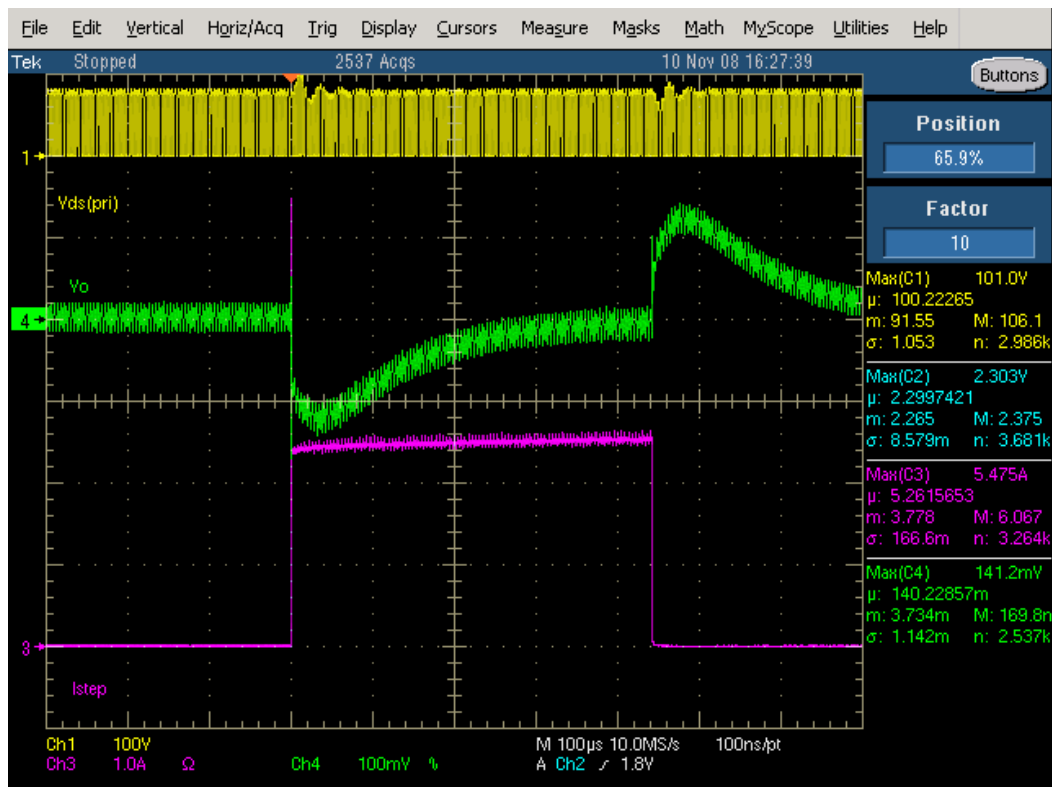 File Edit Vertical Horiz/Acq Trig Display Cursors Measure Masks Math MyScope Utilities Help
Tek Stopped 2537 Acqs 10 Nov 08 16:27:39
Buttons
Position
65.9%
Factor
10
1
Vds(pri)
Vo
4
3
Istep
Max(C1) 101.0V
µ: 100.22265
m: 91.55 M: 106.1
σ: 1.053 n: 2.986k
Max(C2) 2.303V
µ: 2.2997421
m: 2.265 M: 2.375
σ: 8.579m n: 3.681k
Max(C3) 5.475A
µ: 5.2615653
m: 3.778 M: 6.067
σ: 166.6m n: 3.264k
Max(C4) 141.2mV
µ: 140.22857m
m: 3.734m M: 169.8m
σ: 1.142m n: 2.537k
Ch1 100V M 100µs 10.0MS/s 100ns/pt
Ch3 1.0A Ω Ch4 100mV A Ch2 1.8V